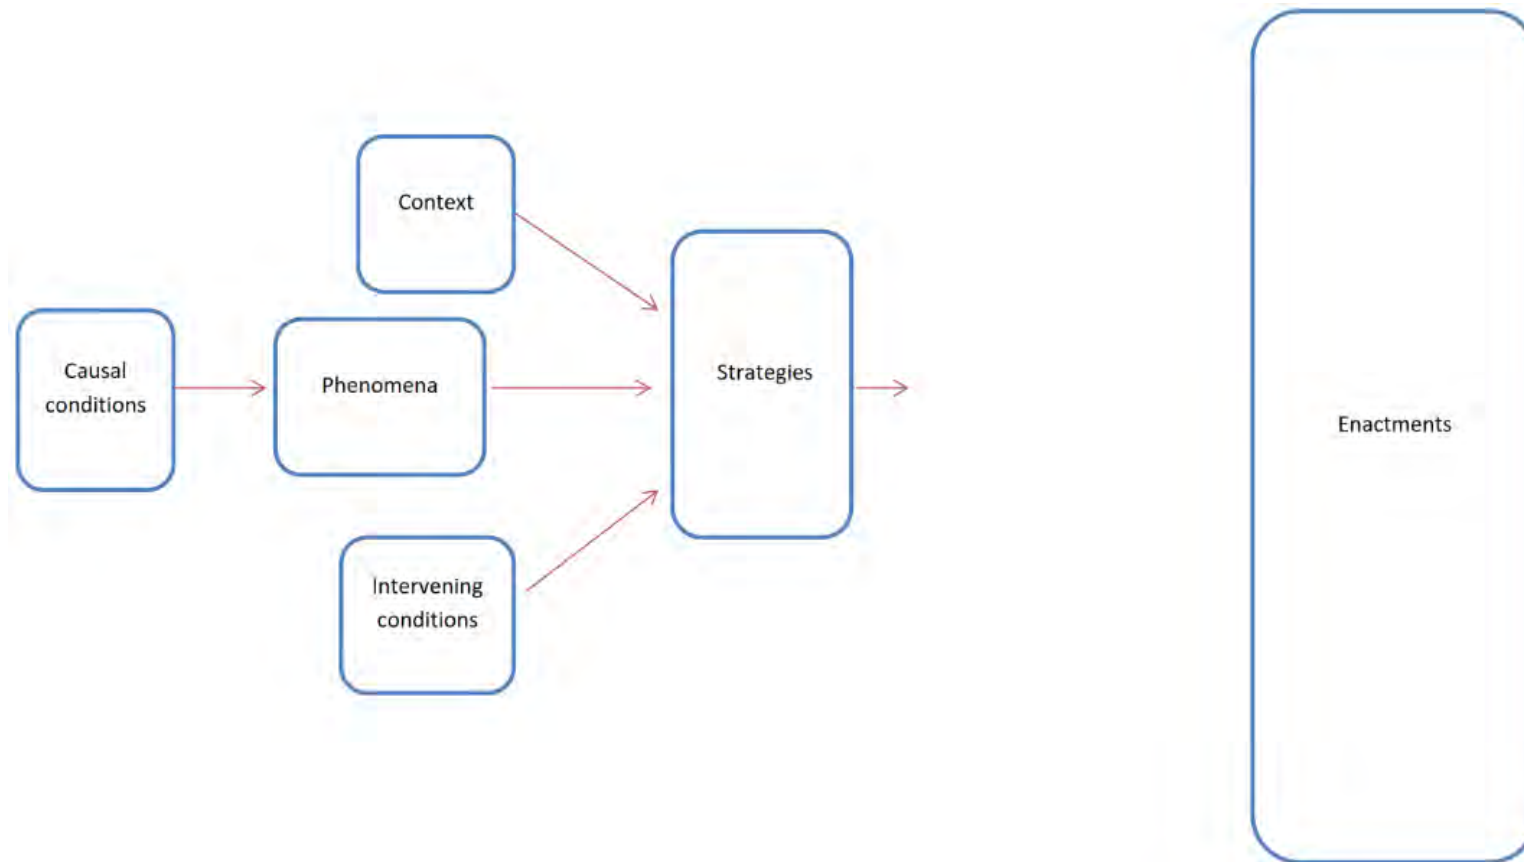 Context
Causal
conditions
Phenomena
Strategies
Enactments
Intervening
conditions